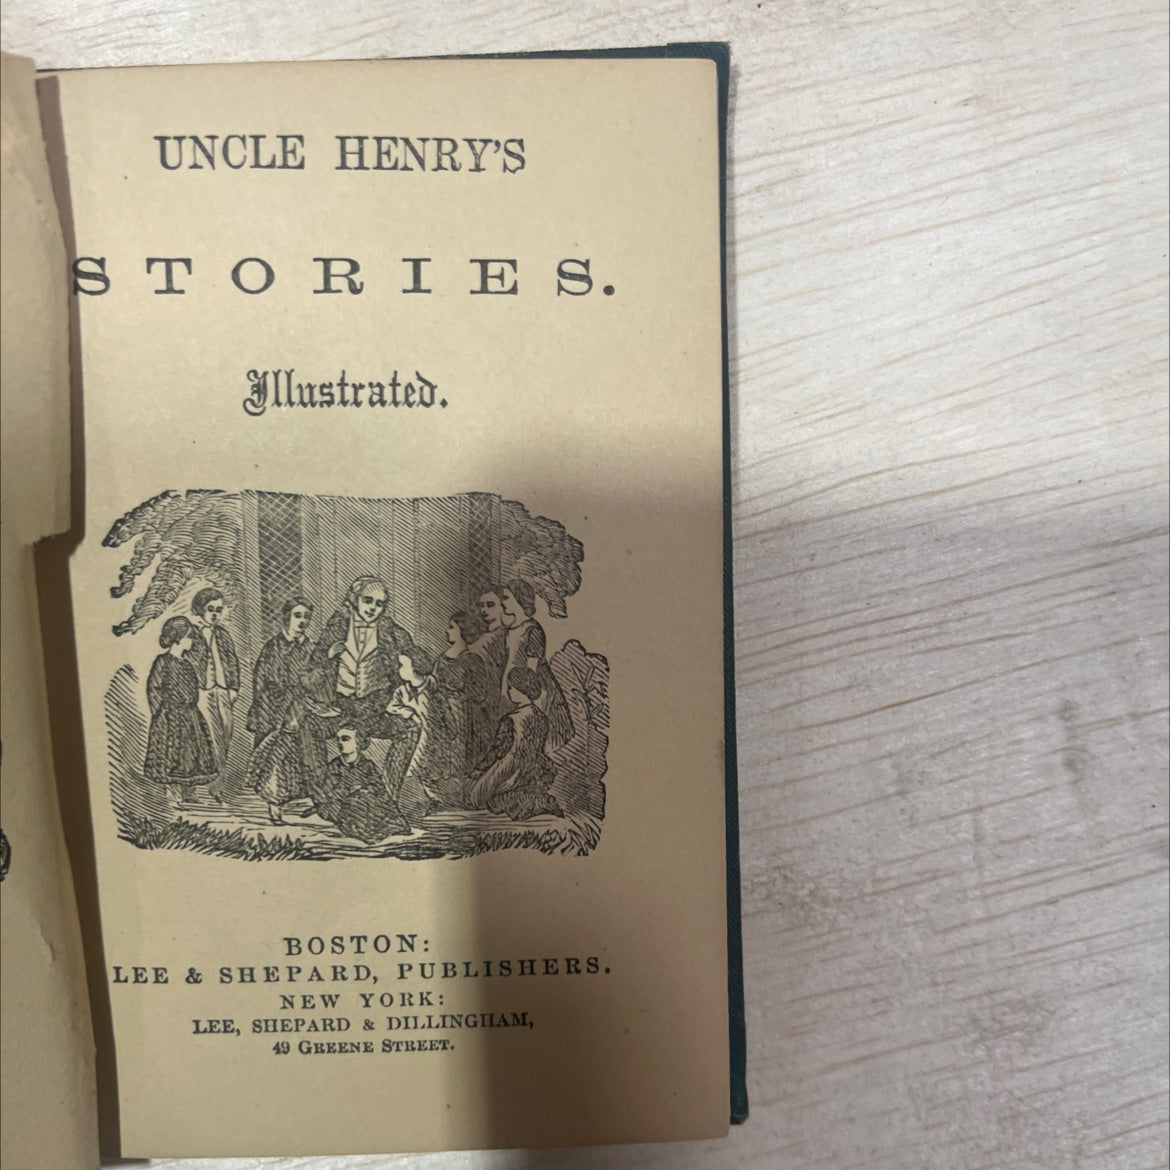 UNCLE HENRY'S
STORIES.
Illustrated.
BOSTON:
LEE & SHEPARD, PUBLISHERS.
NEW YORK:
LEE, SHEPARD & DILLINGHAM,
49 GREENE STREET.